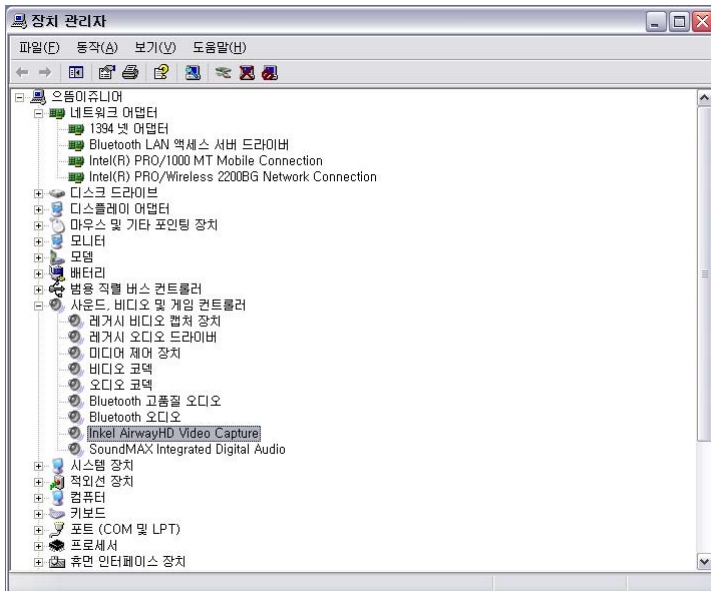 장치 관리자
파일(F) 동작(A) 보기(V) 도움말(H)
으뜸이쥬니어
네트워크 어댑터
1394 넷 어댑터
Bluetooth LAN 액세스 서버 드라이버
Intel(R) PRO/1000 MT Mobile Connection
Intel(R) PRO/Wireless 2200BG Network Connection
디스크 드라이브
디스플레이 어댑터
마우스 및 기타 포인팅 장치
모니터
모뎀
배터리
범용 직렬 버스 컨트롤러
사운드, 비디오 및 게임 컨트롤러
레거시 비디오 캡처 장치
레거시 오디오 드라이버
미디어 제어 장치
비디오 코덱
오디오 코덱
Bluetooth 고품질 오디오
Bluetooth 오디오
Inkel AirwayHD Video Capture
SoundMAX Integrated Digital Audio
시스템 장치
적외선 장치
컴퓨터
키보드
포트 (COM 및 LPT)
프로세서
휴먼 인터페이스 장치